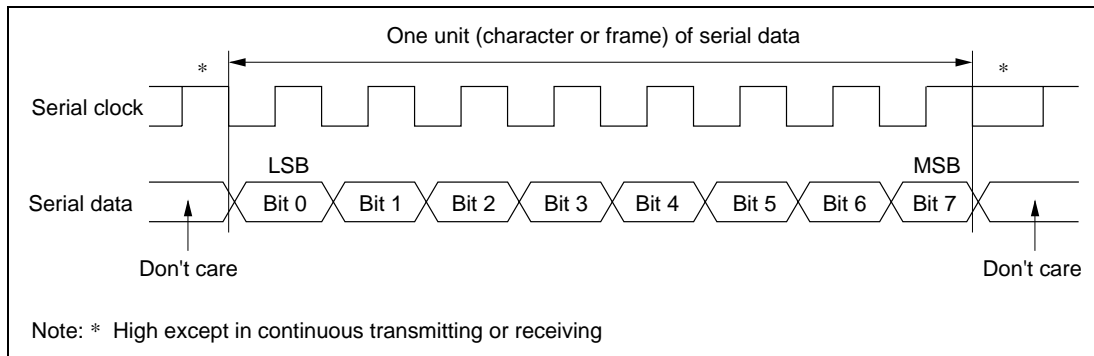 One unit (character or frame) of serial data
* *
Serial clock
LSB MSB
Serial data Bit 0 Bit 1 Bit 2 Bit 3 Bit 4 Bit 5 Bit 6 Bit 7
Don't care Don't care
Note: * High except in continuous transmitting or receiving